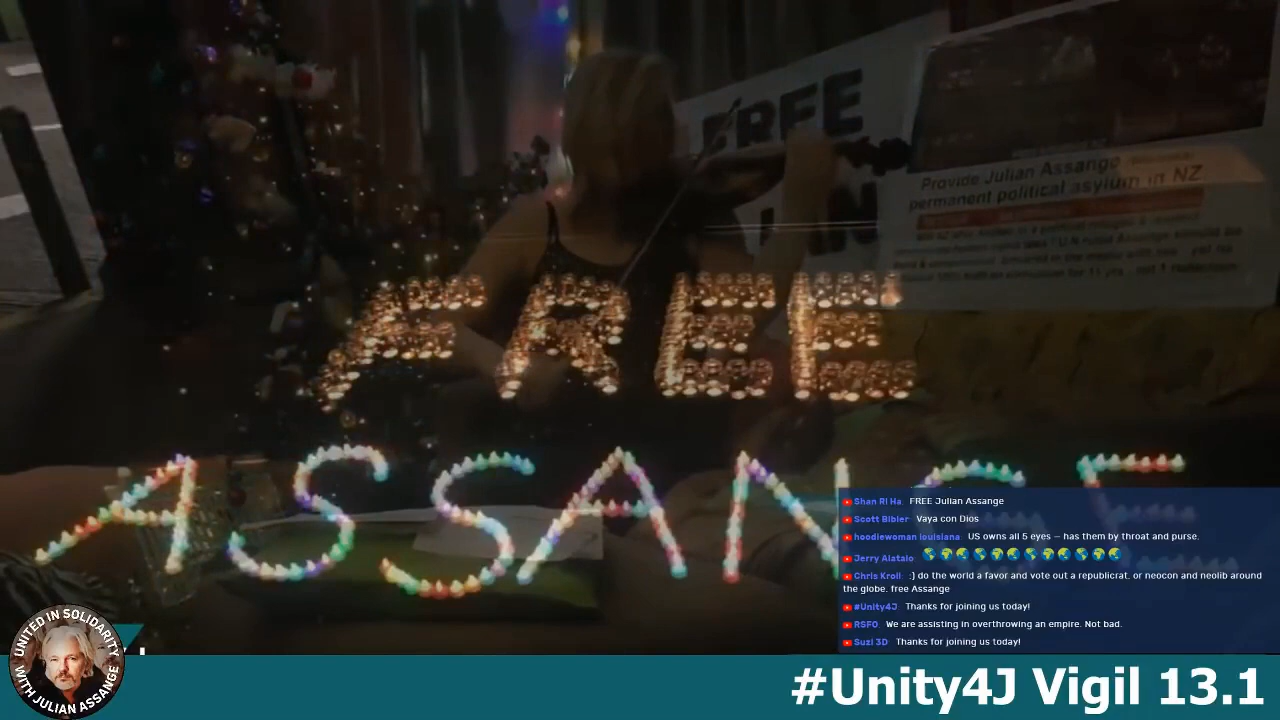 FREE
Provide Julian Assange
permanent political asylum in NZ
FREE
ASSANGE
Shan Ri Ha FREE Julian Assange
Scott Bibler Vaya con Dios
hoodiewoman louisiana US owns all 5 eyes – has them by throat and purse.
Jerry Alatalo
Chris Kroll :) do the world a favor and vote out a republicrat, or neocon and neolib around
the globe. free Assange
#Unity4J Thanks for joining us today!
RSFO We are assisting in overthrowing an empire. Not bad.
Suzi 3D Thanks for joining us today!
UNITED IN SOLIDARITY
WITH JULIAN ASSANGE
#Unity4J Vigil 13.1